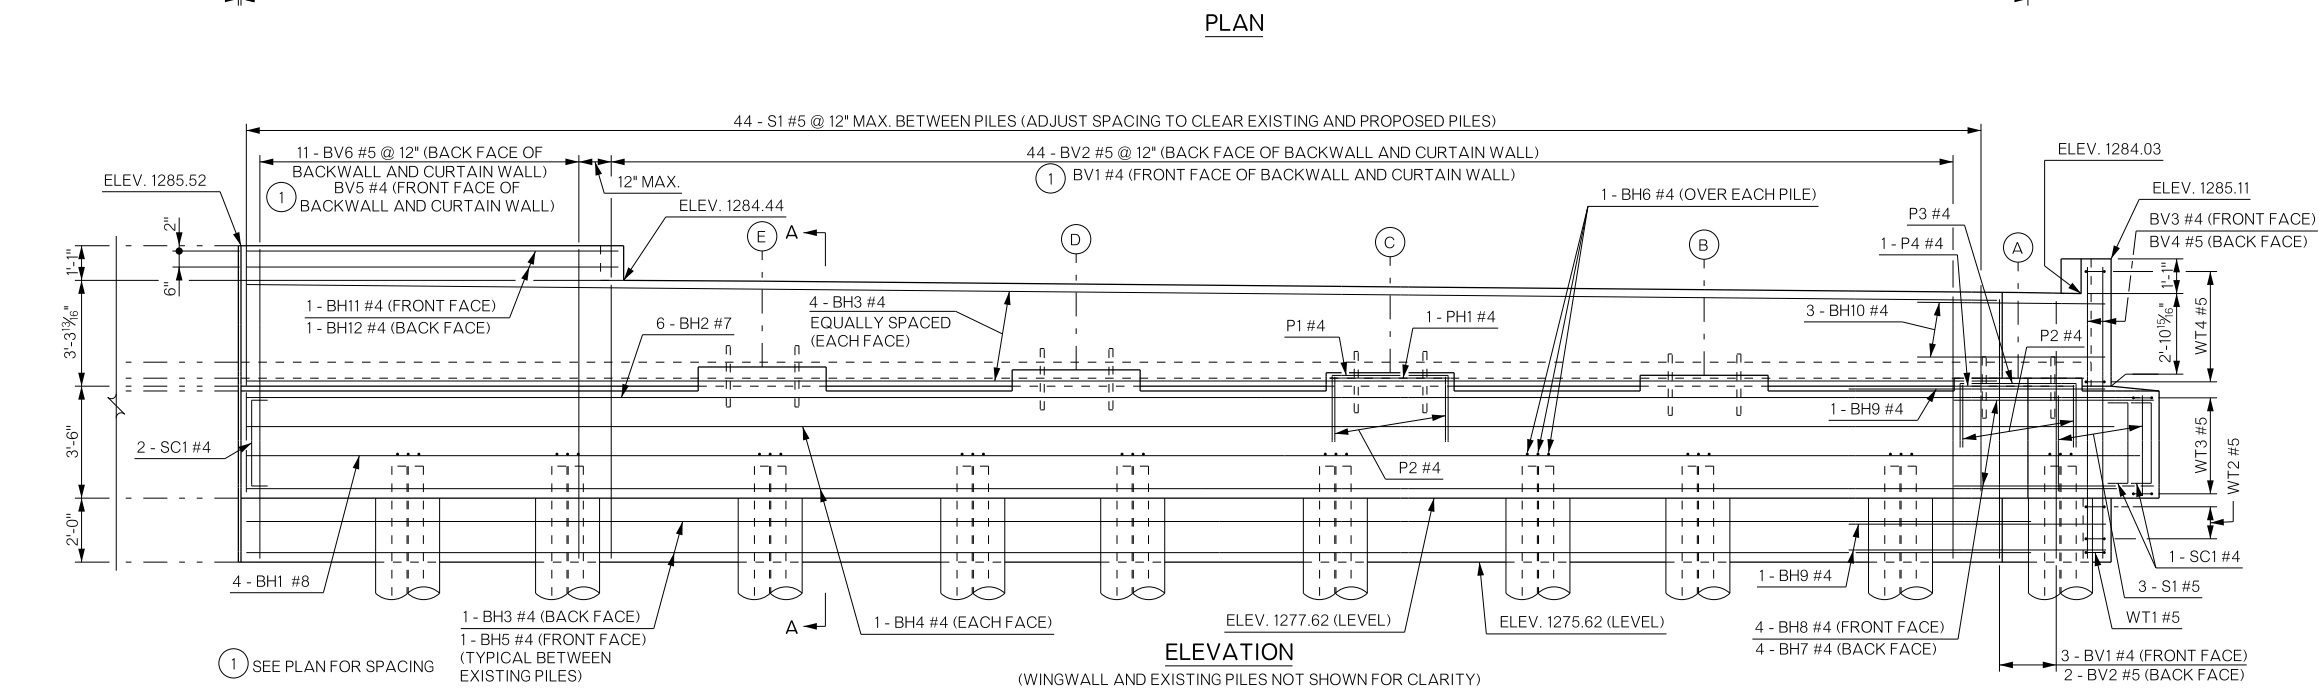 PLAN
44 - S1 #5 @ 12" MAX. BETWEEN PILES (ADJUST SPACING TO CLEAR EXISTING AND PROPOSED PILES)
11 - BV6 #5 @ 12" (BACK FACE OF
BACKWALL AND CURTAIN WALL)
1 BV5 #4 (FRONT FACE OF
BACKWALL AND CURTAIN WALL)
12" MAX.
44 - BV2 #5 @ 12" (BACK FACE OF BACKWALL AND CURTAIN WALL)
1 BV1 #4 (FRONT FACE OF BACKWALL AND CURTAIN WALL)
ELEV. 1284.03
ELEV. 1285.52
ELEV. 1284.44
1 - BH6 #4 (OVER EACH PILE)
ELEV. 1285.11
P3 #4
1 - P4 #4
BV3 #4 (FRONT FACE)
BV4 #5 (BACK FACE)
2"
1'-1"
6"
3'-3 13/16"
3'-6"
2'-0"
E
A
D
C
B
A
1 - BH11 #4 (FRONT FACE)
1 - BH12 #4 (BACK FACE)
6 - BH2 #7
4 - BH3 #4
EQUALLY SPACED
(EACH FACE)
P1 #4
1 - PH1 #4
3 - BH10 #4
P2 #4
1'-1"
2'-10 15/16"
WT4 #5
1 - BH9 #4
2 - SC1 #4
P2 #4
WT3 #5
WT2 #5
4 - BH1 #8
1 - BH3 #4 (BACK FACE)
1 - BH5 #4 (FRONT FACE)
(TYPICAL BETWEEN
EXISTING PILES)
A
1 - BH4 #4 (EACH FACE)
ELEV. 1277.62 (LEVEL)
ELEV. 1275.62 (LEVEL)
1 - BH9 #4
4 - BH8 #4 (FRONT FACE)
4 - BH7 #4 (BACK FACE)
1 - SC1 #4
3 - S1 #5
WT1 #5
3 - BV1 #4 (FRONT FACE)
2 - BV2 #5 (BACK FACE)
1 SEE PLAN FOR SPACING
ELEVATION
(WINGWALL AND EXISTING PILES NOT SHOWN FOR CLARITY)